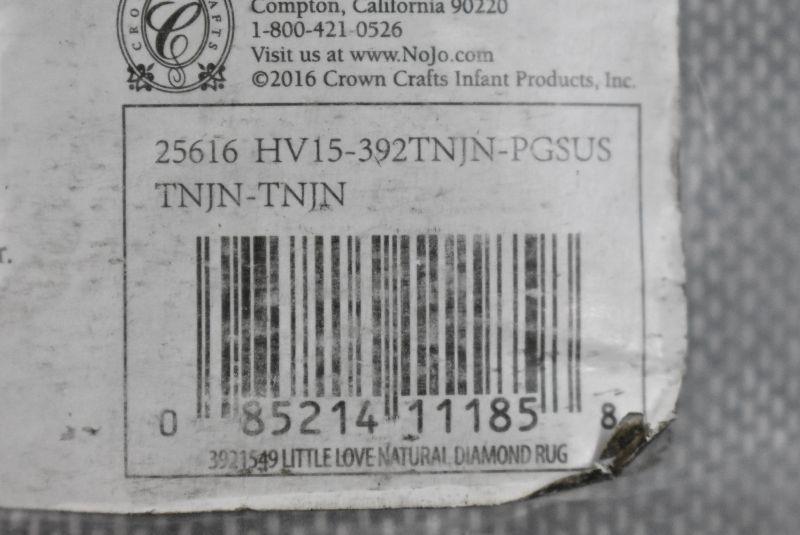 Compton, California 90220
1-800-421-0526
Visit us at www.NoJo.com
©2016 Crown Crafts Infant Products, Inc.
25616 HV15-392TNJN-PGSUS
TNJN-TNJN
0 85214 11185 8
3921549 LITTLE LOVE NATURAL DIAMOND RUG